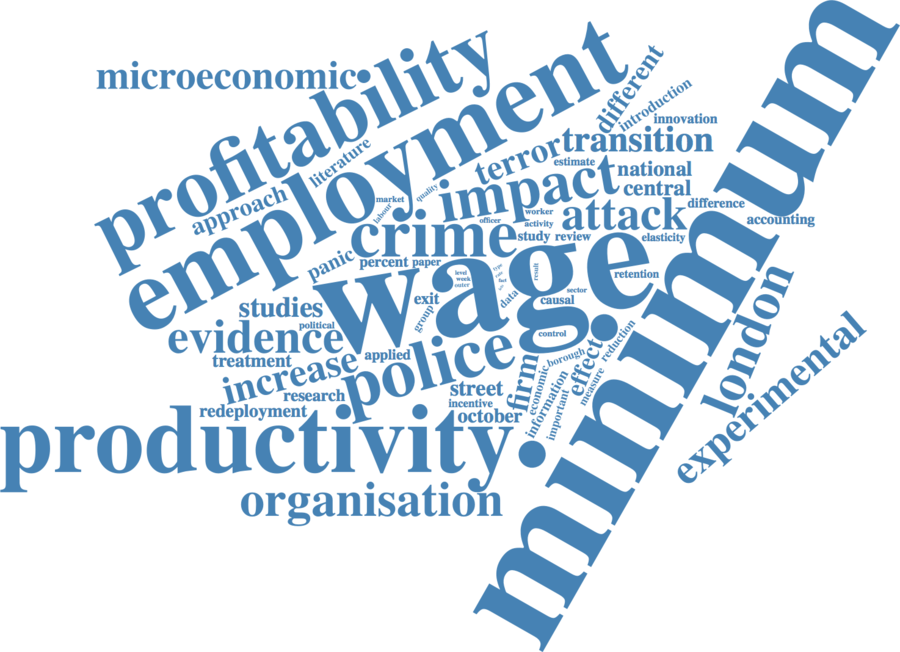 minimum
microeconomic
profitability
employment
different
introduction
innovation
transition
terror
literature
approach
estimate
national
central
impact
quality
market
labour
officer
worker
activity
attack
difference
accounting
crime
study
review
elasticity
panic
percent
paper
wage
level
week
outer
result
retention
sector
data
causal
exit
group
studies
political
evidence
control
treatment
applied
police
increase
research
redeployment
street
incentive
october
firm
economic
borough
effect
reduction
information
important
measure
london
experimental
productivity
organisation